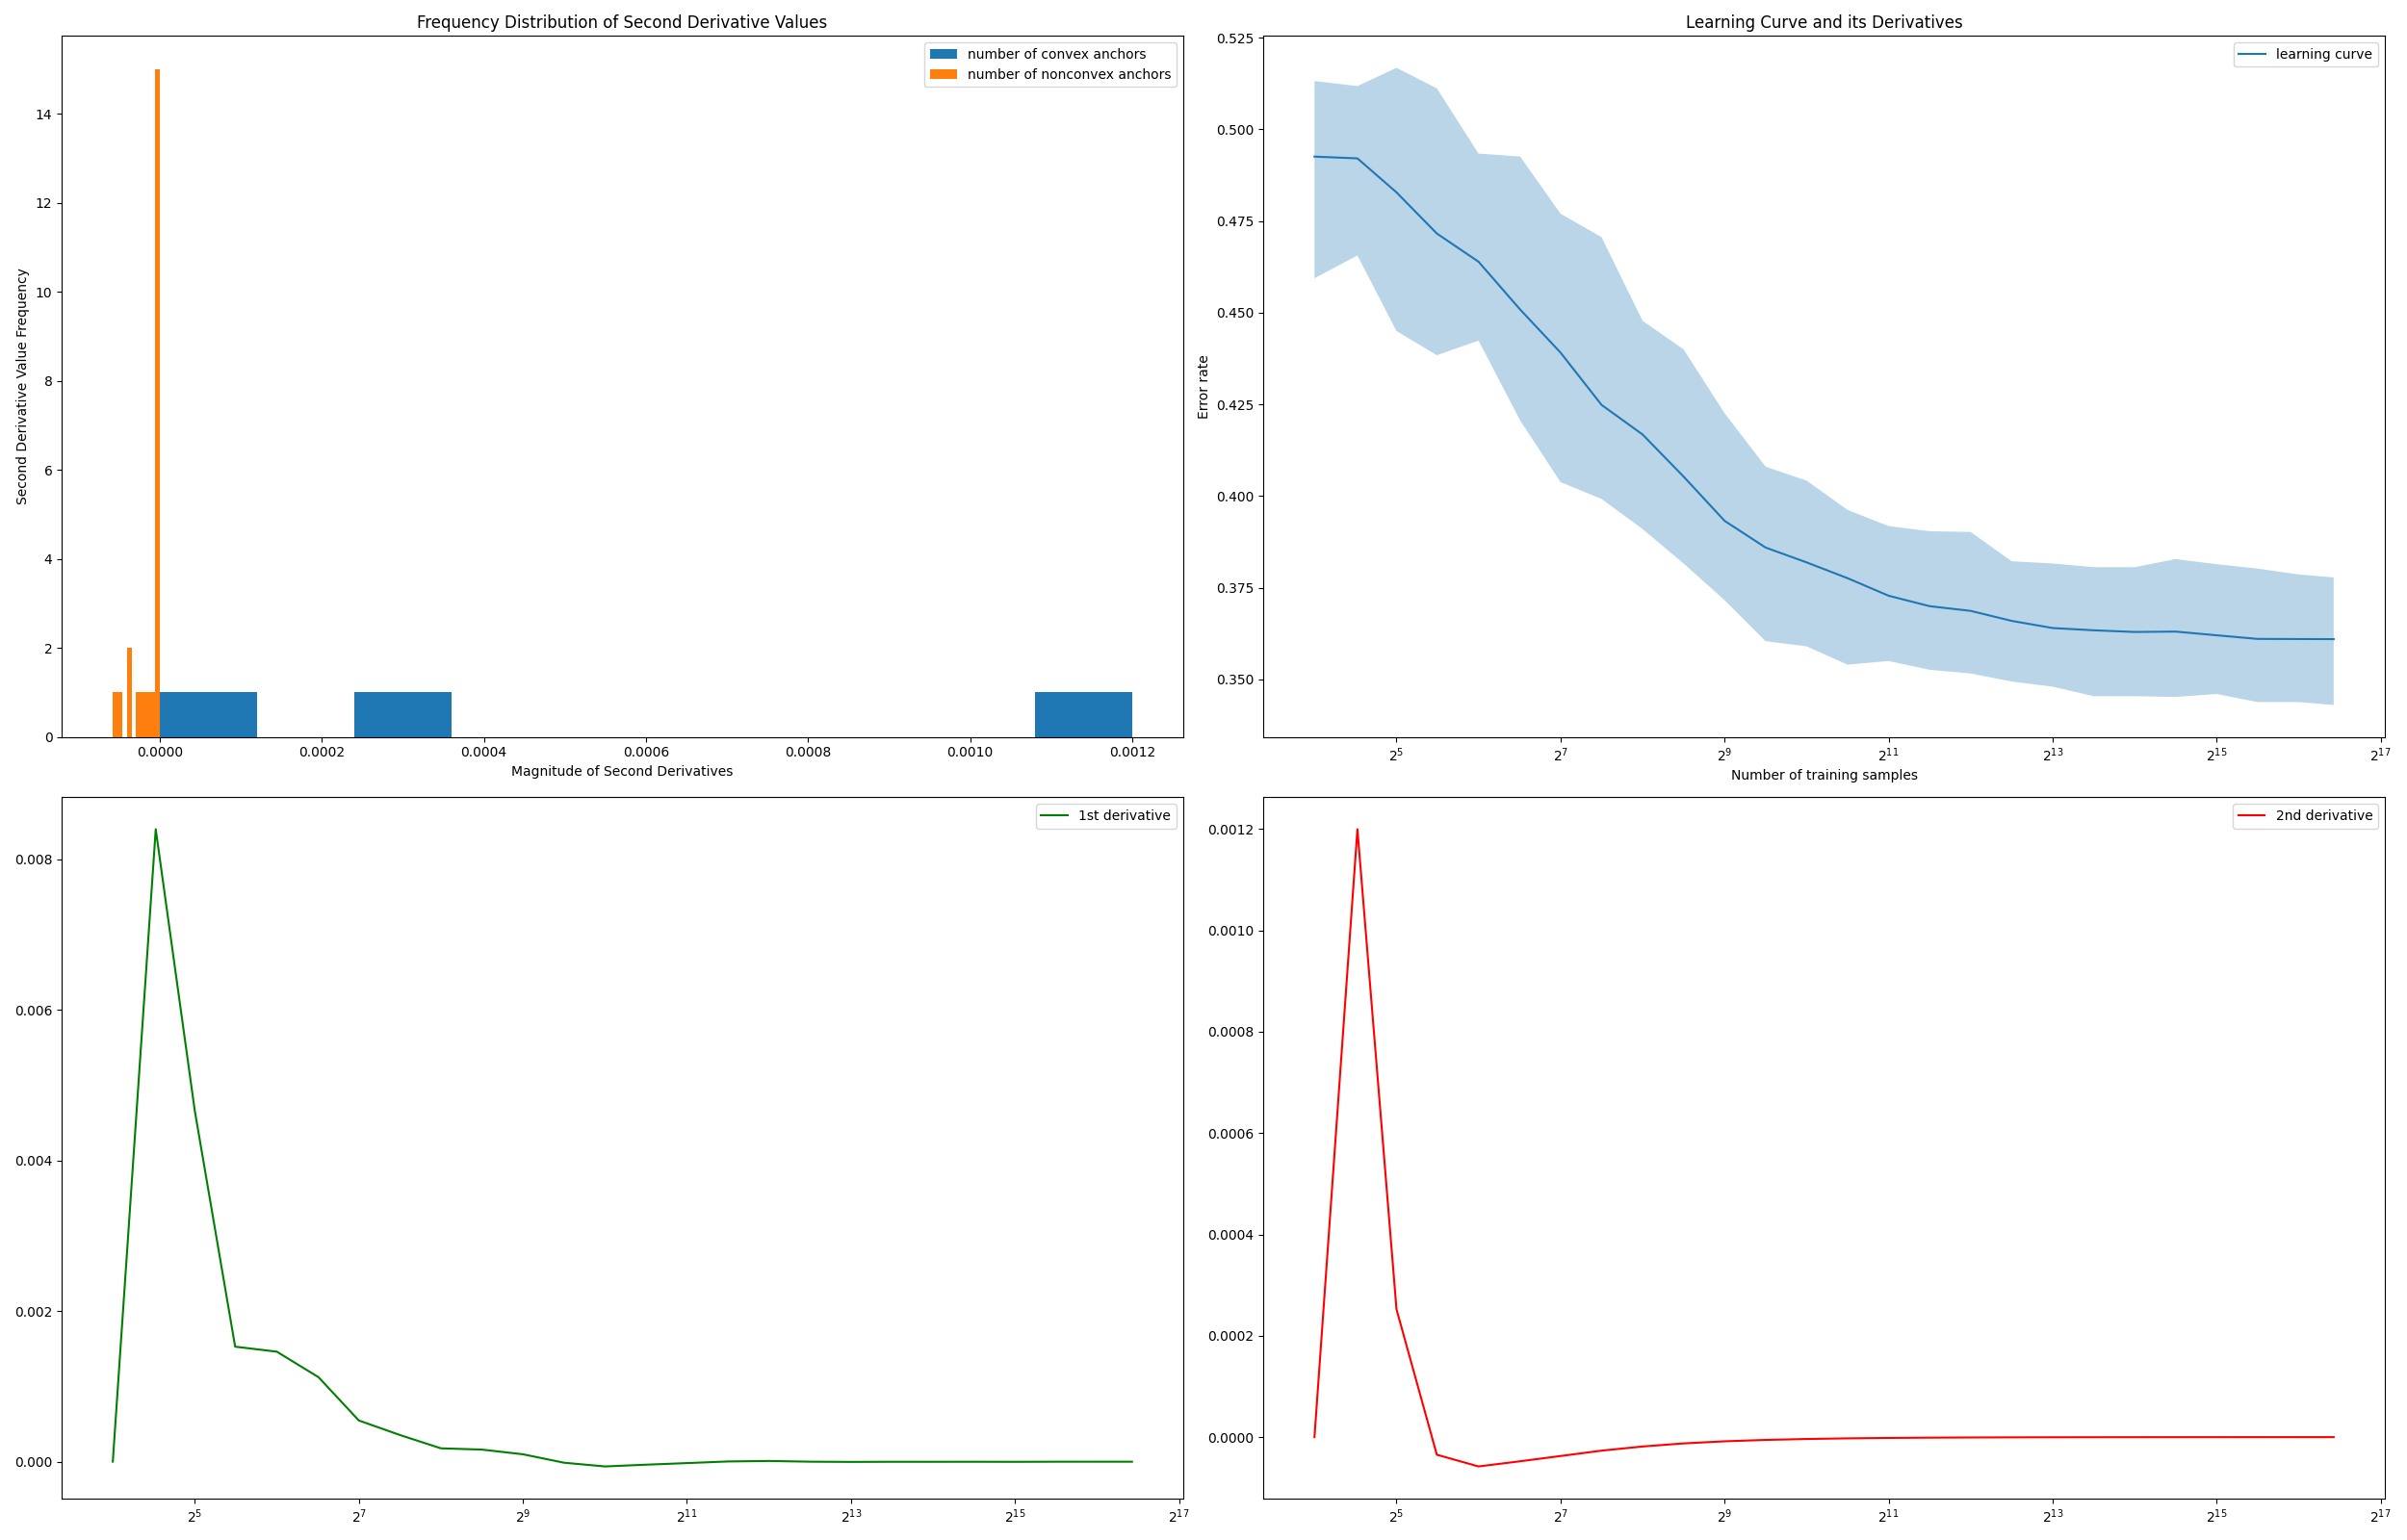 Frequency Distribution of Second Derivative Values
number of convex anchors
number of nonconvex anchors
Second Derivative Value Frequency
14
12
10
8
6
4
2
0
0.0000 0.0002 0.0004 0.0006 0.0008 0.0010 0.0012
Magnitude of Second Derivatives
Learning Curve and its Derivatives
learning curve
Error rate
0.525
0.500
0.475
0.450
0.425
0.400
0.375
0.350
2^5 2^7 2^9 2^11 2^13 2^15 2^17
Number of training samples
1st derivative
0.008
0.006
0.004
0.002
0.000
2^5 2^7 2^9 2^11 2^13 2^15 2^17
2nd derivative
0.0012
0.0010
0.0008
0.0006
0.0004
0.0002
0.0000
2^5 2^7 2^9 2^11 2^13 2^15 2^17